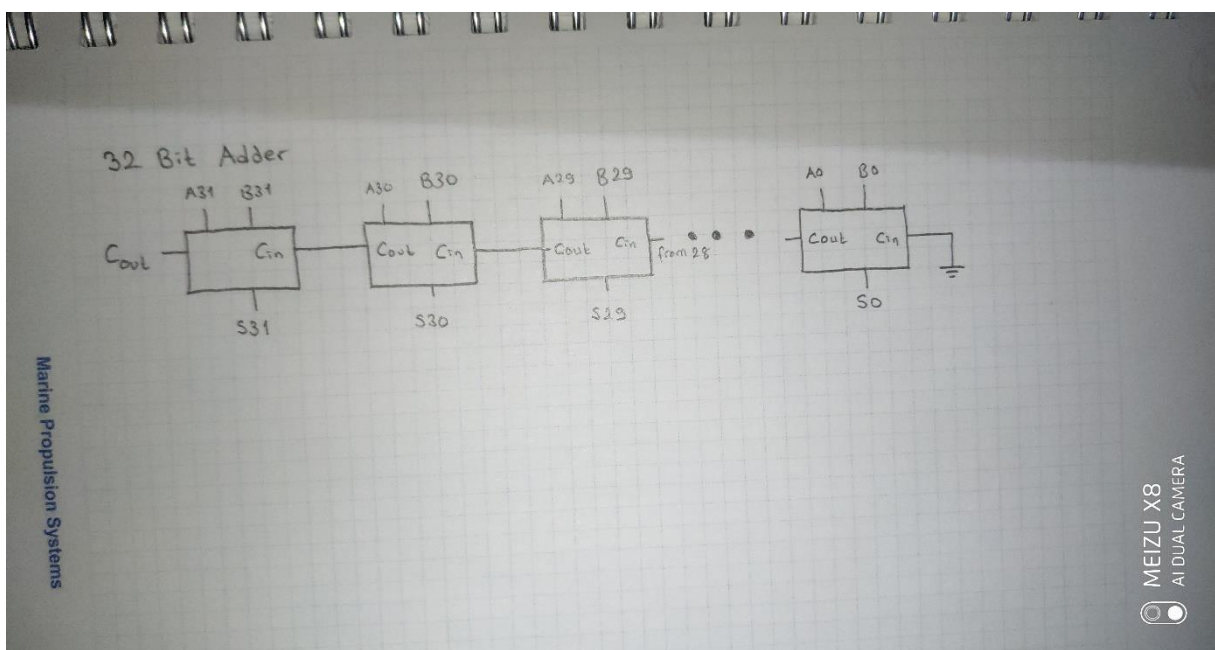 32 Bit Adder
A31 B31 A30 B30 A29 B29 A0 B0
Cout Cin Cout Cin Cout Cin from 28 Cout Cin
S31 S30 S29 S0
Marine Propulsion Systems
MEIZU X8
AI DUAL CAMERA